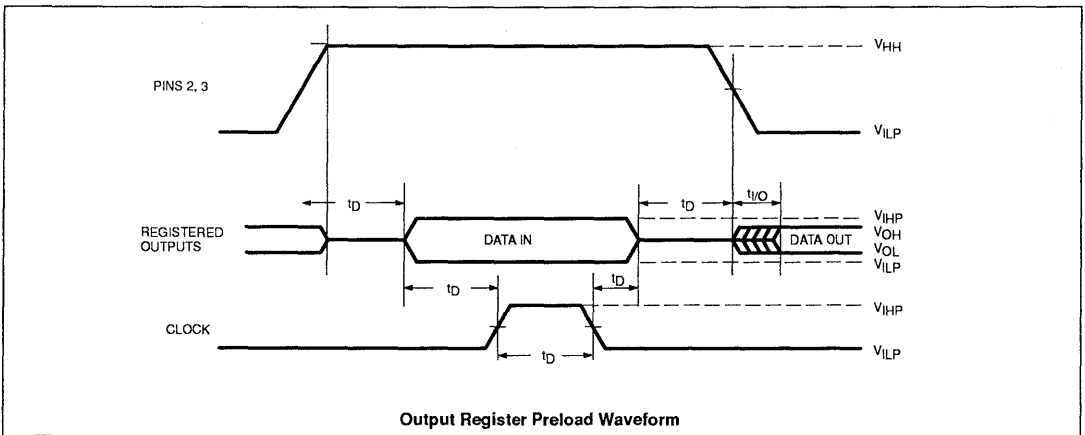 VHH
PINS 2, 3
VILP
tD
tD
tI/O
VIHP
REGISTERED
OUTPUTS
DATA IN
DATA OUT
VOH
VOL
VILP
tD
tD
VIHP
CLOCK
tD
VILP
Output Register Preload Waveform